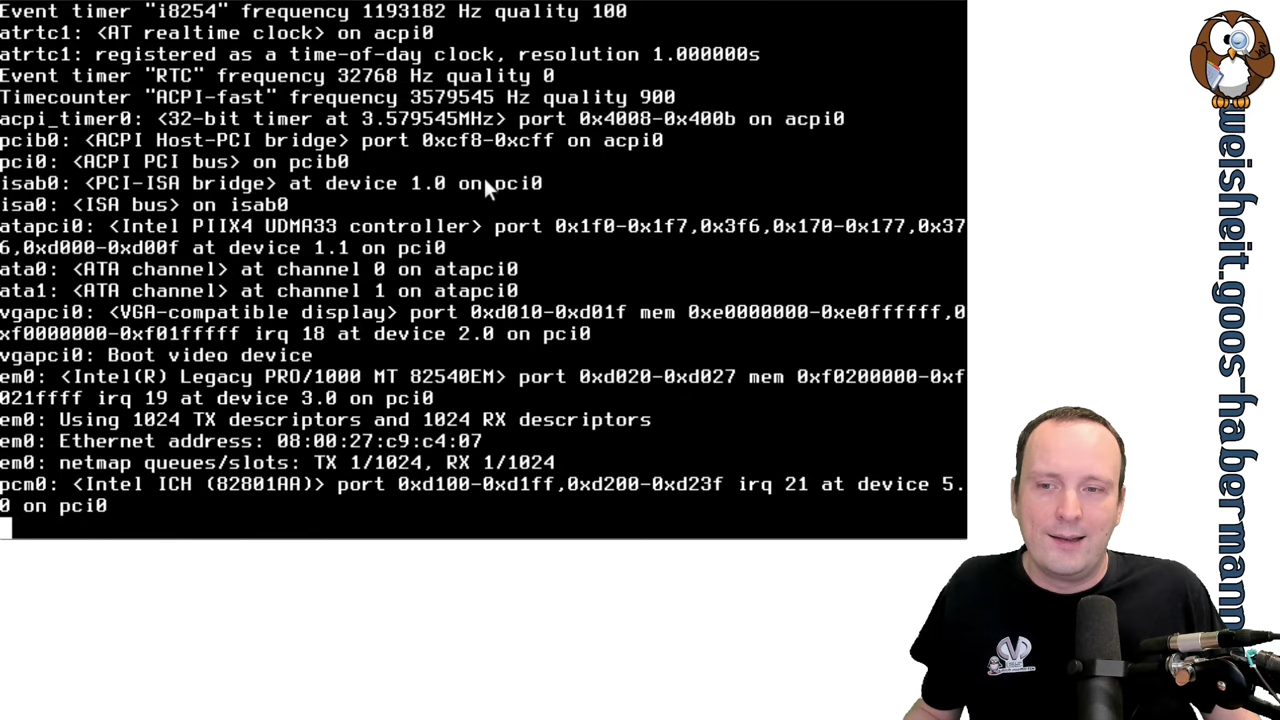 Event timer "i8254" frequency 1193182 Hz quality 100
atrtc1: <AT realtime clock> on acpi0
atrtc1: registered as a time-of-day clock, resolution 1.000000s
Event timer "RTC" frequency 32768 Hz quality 0
Timecounter "ACPI-fast" frequency 3579545 Hz quality 900
acpi_timer0: <32-bit timer at 3.579545MHz> port 0x4008-0x400b on acpi0
pcib0: <ACPI Host-PCI bridge> port 0xcf8-0xcff on acpi0
pci0: <ACPI PCI bus> on pcib0
isab0: <PCI-ISA bridge> at device 1.0 on pci0
isa0: <ISA bus> on isab0
atapci0: <Intel PIIX4 UDMA33 controller> port 0x1f0-0x1f7,0x3f6,0x170-0x177,0x37
6,0xd000-0xd00f at device 1.1 on pci0
ata0: <ATA channel> at channel 0 on atapci0
ata1: <ATA channel> at channel 1 on atapci0
vgapci0: <VGA-compatible display> port 0xd010-0xd01f mem 0xe0000000-0xe0ffffff,0
xf0000000-0xf01fffff irq 18 at device 2.0 on pci0
vgapci0: Boot video device
em0: <Intel(R) Legacy PRO/1000 MT 82540EM> port 0xd020-0xd027 mem 0xf0200000-0xf
021ffff irq 19 at device 3.0 on pci0
em0: Using 1024 TX descriptors and 1024 RX descriptors
em0: Ethernet address: 08:00:27:c9:c4:07
em0: netmap queues/slots: TX 1/1024, RX 1/1024
pcm0: <Intel ICH (82801AA)> port 0xd100-0xd1ff,0xd200-0xd23f irq 21 at device 5.
0 on pci0
weisheit.goos-habermann